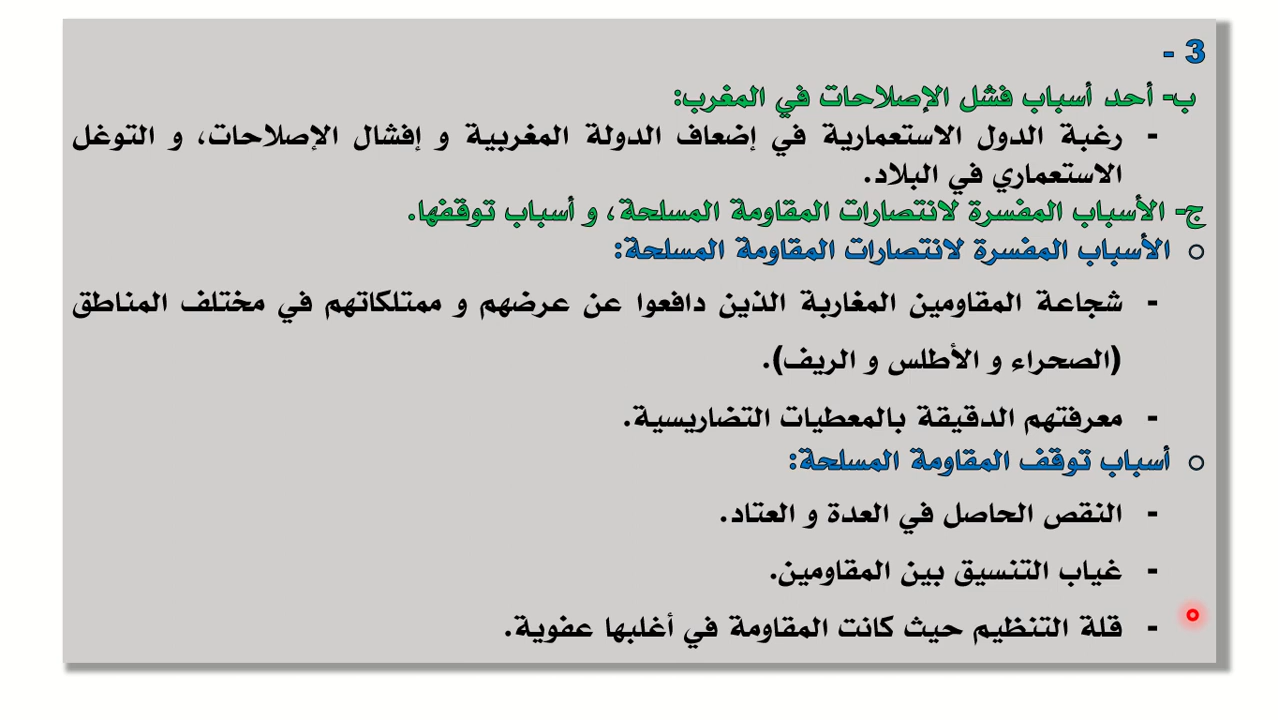 3 -
ب- أحد أسباب فشل الإصلاحات في المغرب:
- رغبة الدول الاستعمارية في إضعاف الدولة المغربية و إفشال الإصلاحات، و التوغل
الاستعماري في البلاد.
ج- الأسباب المفسرة لانتصارات المقاومة المسلحة، و أسباب توقفها.
○ الأسباب المفسرة لانتصارات المقاومة المسلحة:
- شجاعة المقاومين المغاربة الذين دافعوا عن عرضهم و ممتلكاتهم في مختلف المناطق
(الصحراء و الأطلس و الريف).
- معرفتهم الدقيقة بالمعطيات التضاريسية.
○ أسباب توقف المقاومة المسلحة:
- النقص الحاصل في العدة و العتاد.
- غياب التنسيق بين المقاومين.
- قلة التنظيم حيث كانت المقاومة في أغلبها عفوية.